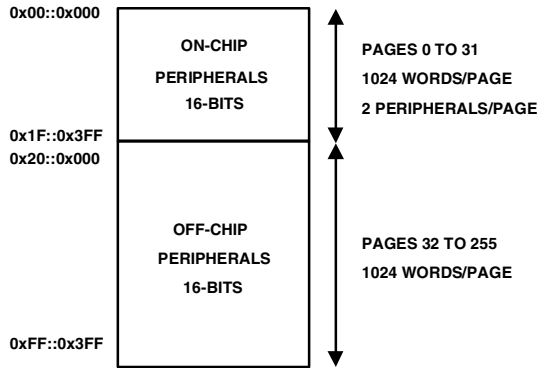 0x00::0x000
ON-CHIP
PERIPHERALS
16-BITS
PAGES 0 TO 31
1024 WORDS/PAGE
2 PERIPHERALS/PAGE
0x1F::0x3FF
0x20::0x000
OFF-CHIP
PERIPHERALS
16-BITS
PAGES 32 TO 255
1024 WORDS/PAGE
0xFF::0x3FF